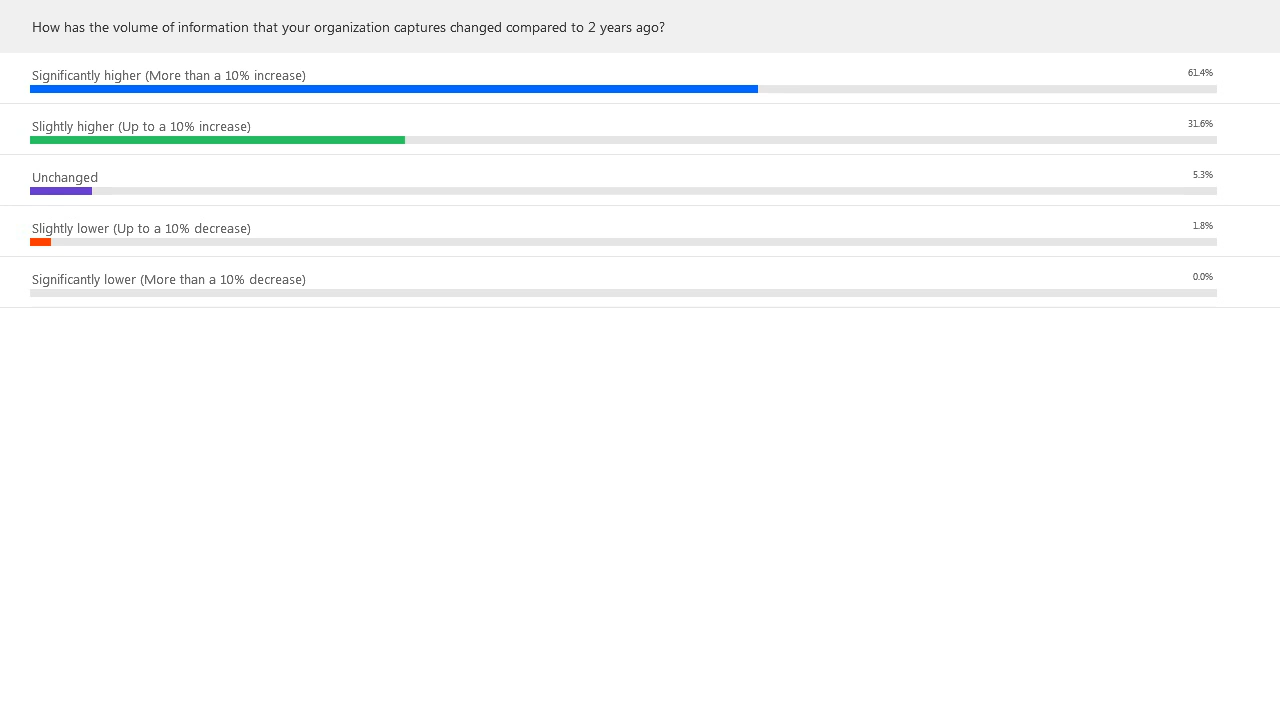 How has the volume of information that your organization captures changed compared to 2 years ago?
Significantly higher (More than a 10% increase)
61.4%
Slightly higher (Up to a 10% increase)
31.6%
Unchanged
5.3%
Slightly lower (Up to a 10% decrease)
1.8%
Significantly lower (More than a 10% decrease)
0.0%